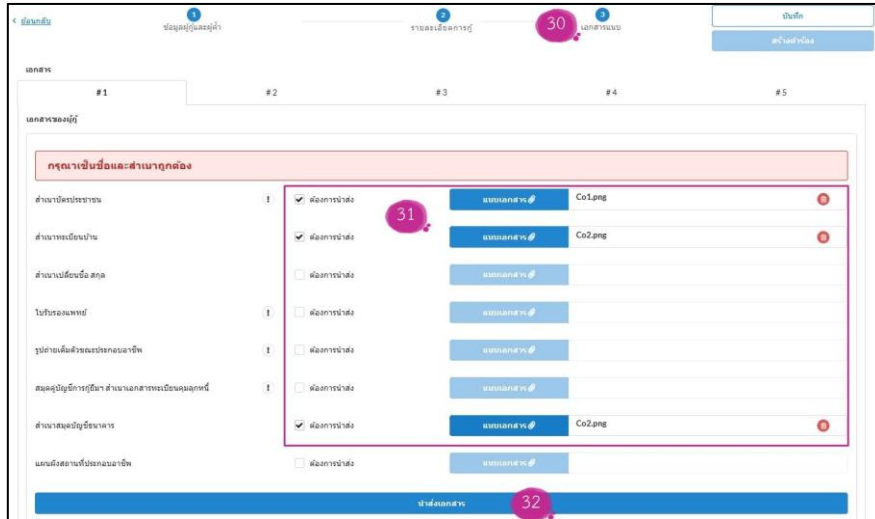 < ย้อนกลับ
1
ข้อมูลผู้กู้และผู้ค้ำ
2
รายละเอียดการกู้
30
3
เอกสารแนบ
บันทึก
สร้างคำร้อง
เอกสาร
#1 #2 #3 #4 #5
เอกสารของผู้กู้
กรุณาเซ็นชื่อและสำเนาถูกต้อง
สำเนาบัตรประชาชน ! ต้องการนำส่ง แนบเอกสาร Co1.png
31
สำเนาทะเบียนบ้าน ต้องการนำส่ง แนบเอกสาร Co2.png
สำเนาเปลี่ยนชื่อ สกุล ต้องการนำส่ง แนบเอกสาร
ใบรับรองแพทย์ ! ต้องการนำส่ง แนบเอกสาร
รูปถ่ายเต็มตัวขณะประกอบอาชีพ ! ต้องการนำส่ง แนบเอกสาร
สมุดคู่บัญชีการกู้ยืมฯ สำเนาเอกสารทะเบียนคุมลูกหนี้ ! ต้องการนำส่ง แนบเอกสาร
สำเนาสมุดบัญชีธนาคาร ต้องการนำส่ง แนบเอกสาร Co2.png
แผนผังสถานที่ประกอบอาชีพ ต้องการนำส่ง แนบเอกสาร
นำส่งเอกสาร 32